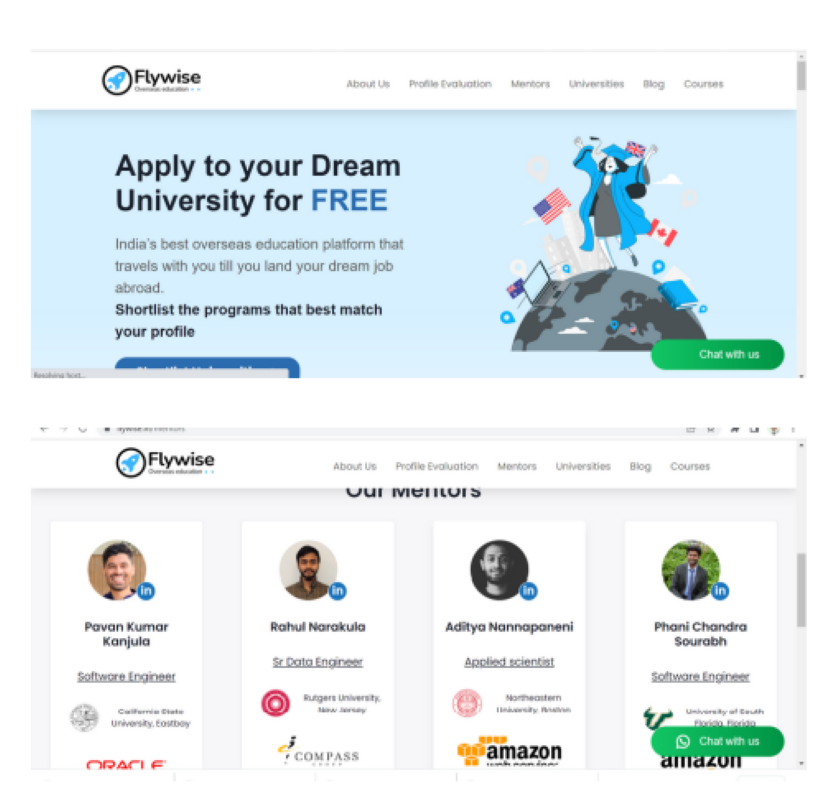 Flywise
Overseas education
About Us Profile Evaluation Mentors Universities Blog Courses
Apply to your Dream
University for FREE
India's best overseas education platform that
travels with you till you land your dream job
abroad.
Shortlist the programs that best match
your profile
Chat with us
Resolving host...
Flywise
Overseas education
About Us Profile Evaluation Mentors Universities Blog Courses
Our Mentors
in
in
in
in
Pavan Kumar
Kanjula
Software Engineer
California State
University, Eastbay
ORACLE
Rahul Narakula
Sr Data Engineer
Rutgers University,
New Jersey
COMPASS
Aditya Nannapaneni
Applied scientist
Northeastern
University, Boston
amazon
web services
Phani Chandra
Sourabh
Software Engineer
University of South
Florida, Florida
amazon
Chat with us